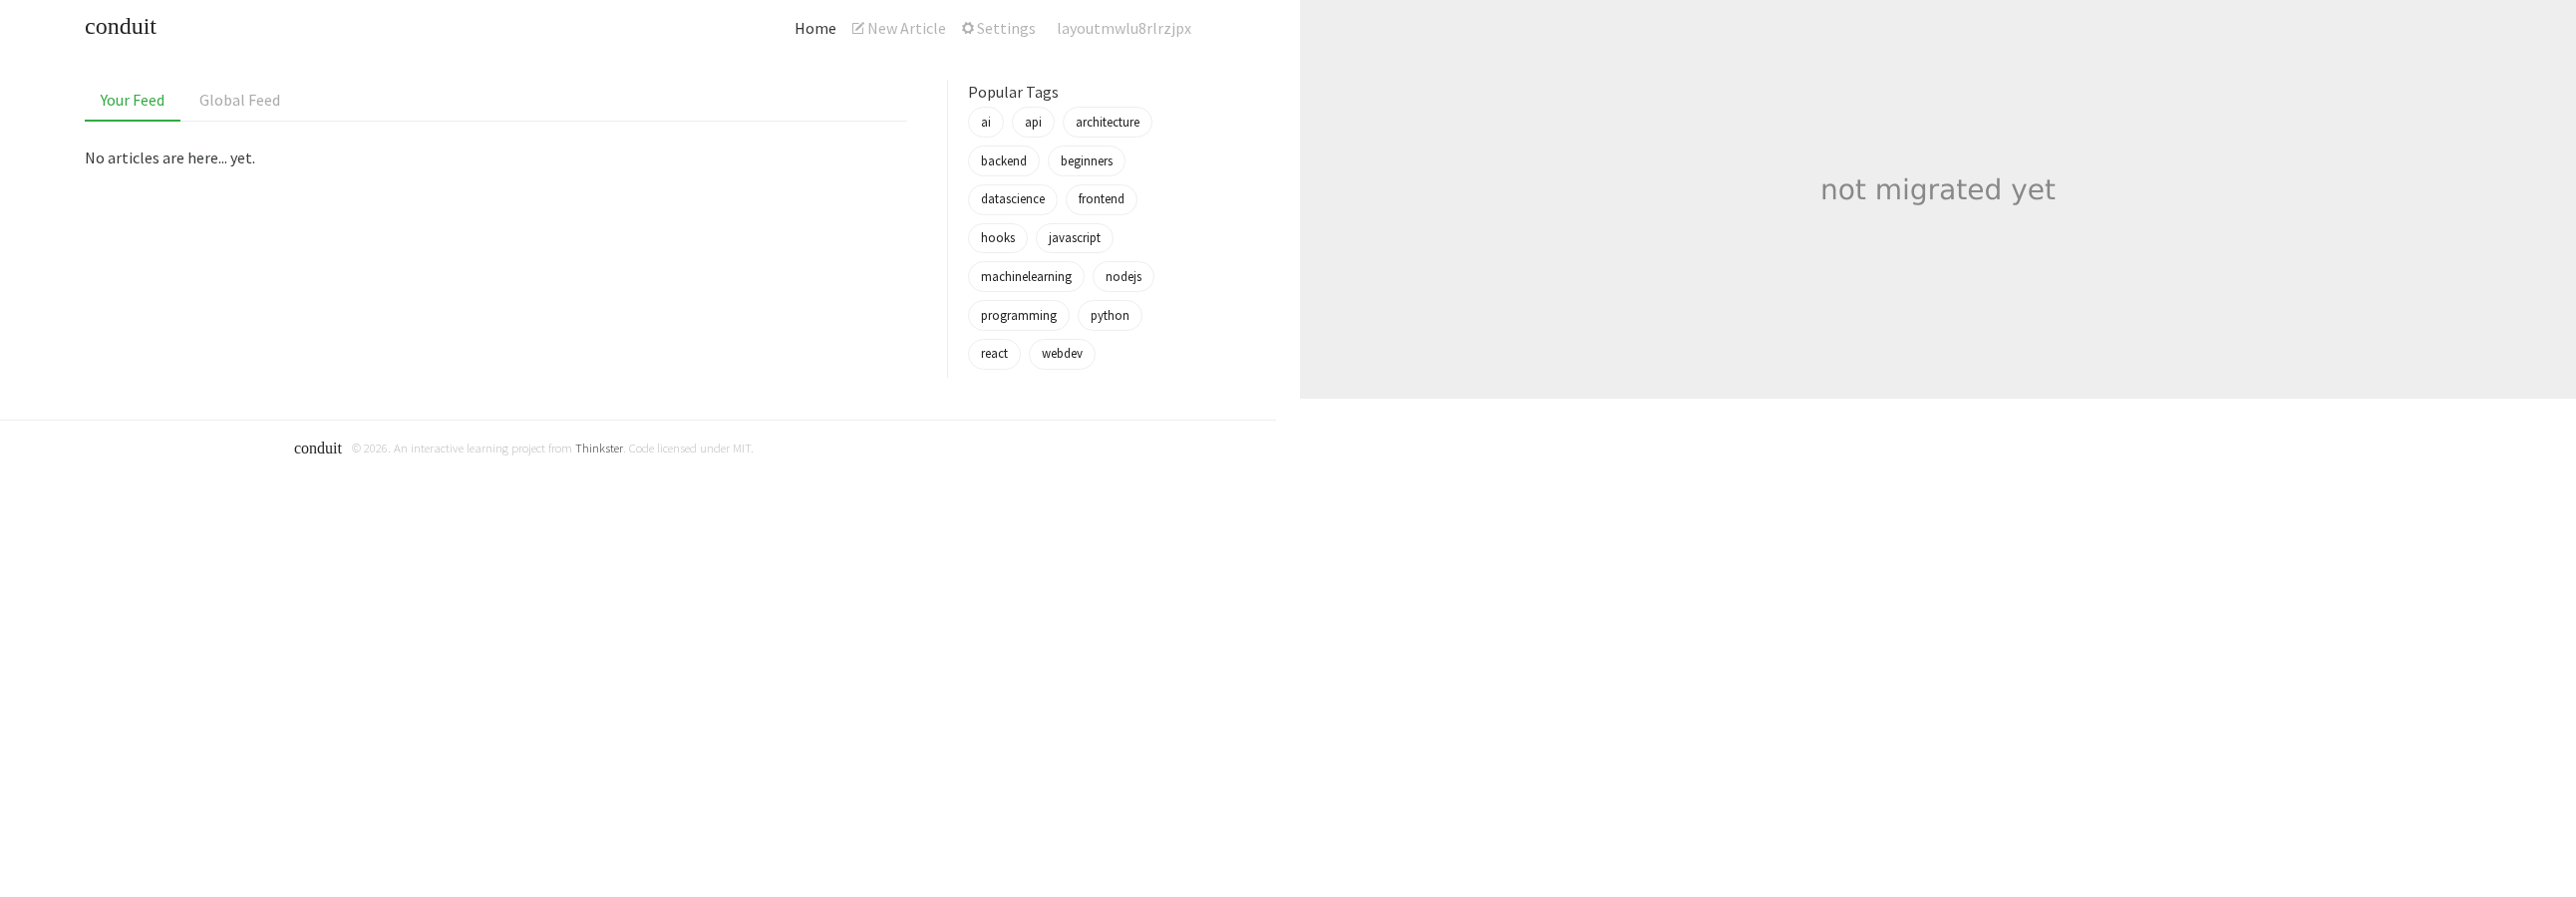 conduit
Home New Article Settings layoutmwlu8rlrzjpx
Your Feed Global Feed
No articles are here... yet.
Popular Tags
ai api architecture
backend beginners
datascience frontend
hooks javascript
machinelearning nodejs
programming python
react webdev
conduit © 2026. An interactive learning project from Thinkster. Code licensed under MIT.
not migrated yet